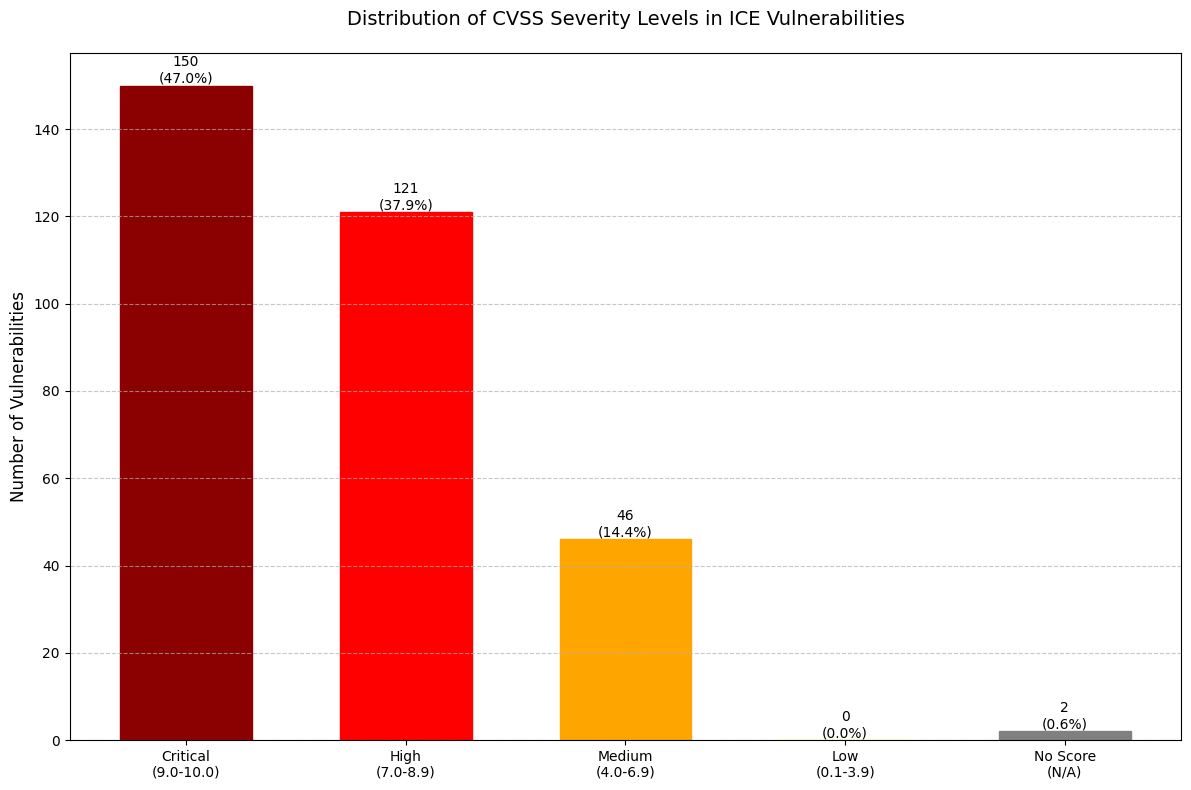 Distribution of CVSS Severity Levels in ICE Vulnerabilities
Number of Vulnerabilities
140
120
100
80
60
40
20
0
150
(47.0%)
121
(37.9%)
46
(14.4%)
0
(0.0%)
2
(0.6%)
Critical
(9.0-10.0)
High
(7.0-8.9)
Medium
(4.0-6.9)
Low
(0.1-3.9)
No Score
(N/A)